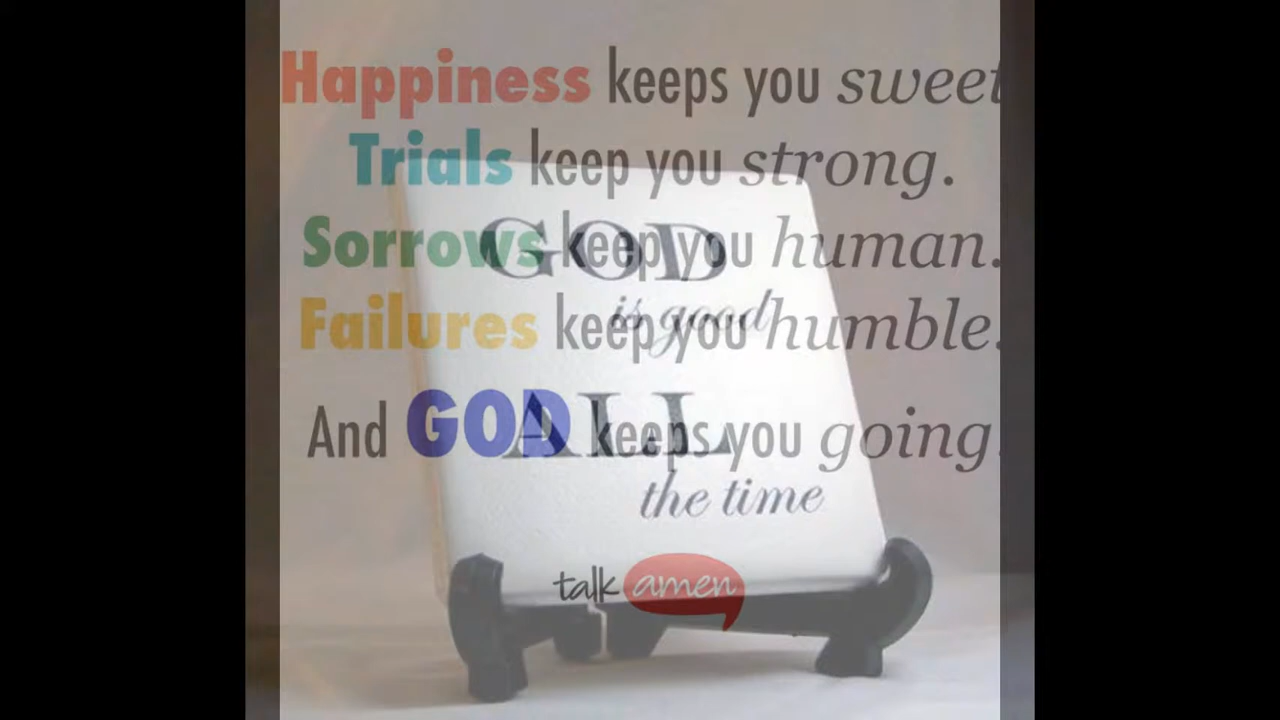 Happiness keeps you sweet
Trials keep you strong.
Sorrows keep you human.
Failures keep you humble.
And GOD keeps you going.
GOD
is good
ALL
the time
talk amen